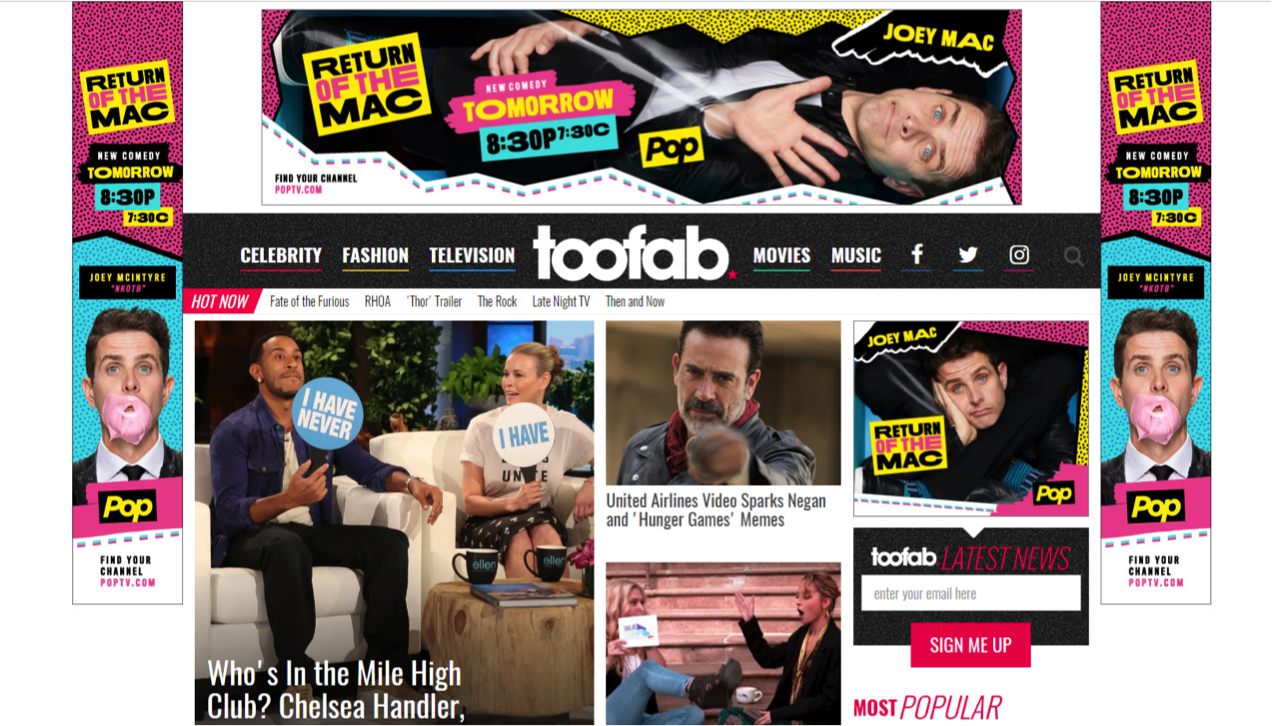 RETURN
OF THE
MAC
NEW COMEDY
TOMORROW
8:30P
7:30C
JOEY MCINTYRE
"NKOTB"
Pop
FIND YOUR
CHANNEL
POPTV.COM
RETURN
OF THE
MAC
NEW COMEDY
TOMORROW
8:30P 7:30C
Pop
JOEY MAC
FIND YOUR CHANNEL
POPTV.COM
RETURN
OF THE
MAC
NEW COMEDY
TOMORROW
8:30P
7:30C
JOEY MCINTYRE
"NKOTB"
Pop
FIND YOUR
CHANNEL
POPTV.COM
CELEBRITY FASHION TELEVISION toofab. MOVIES MUSIC
HOT NOW Fate of the Furious RHOA 'Thor' Trailer The Rock Late Night TV Then and Now
I HAVE
NEVER
I HAVE
UNITE
ellen
ellen
Who's In the Mile High
Club? Chelsea Handler,
United Airlines Video Sparks Negan
and 'Hunger Games' Memes
JOEY MAC
RETURN
OF THE
MAC
Pop
toofab LATEST NEWS
enter your email here
SIGN ME UP
MOST POPULAR